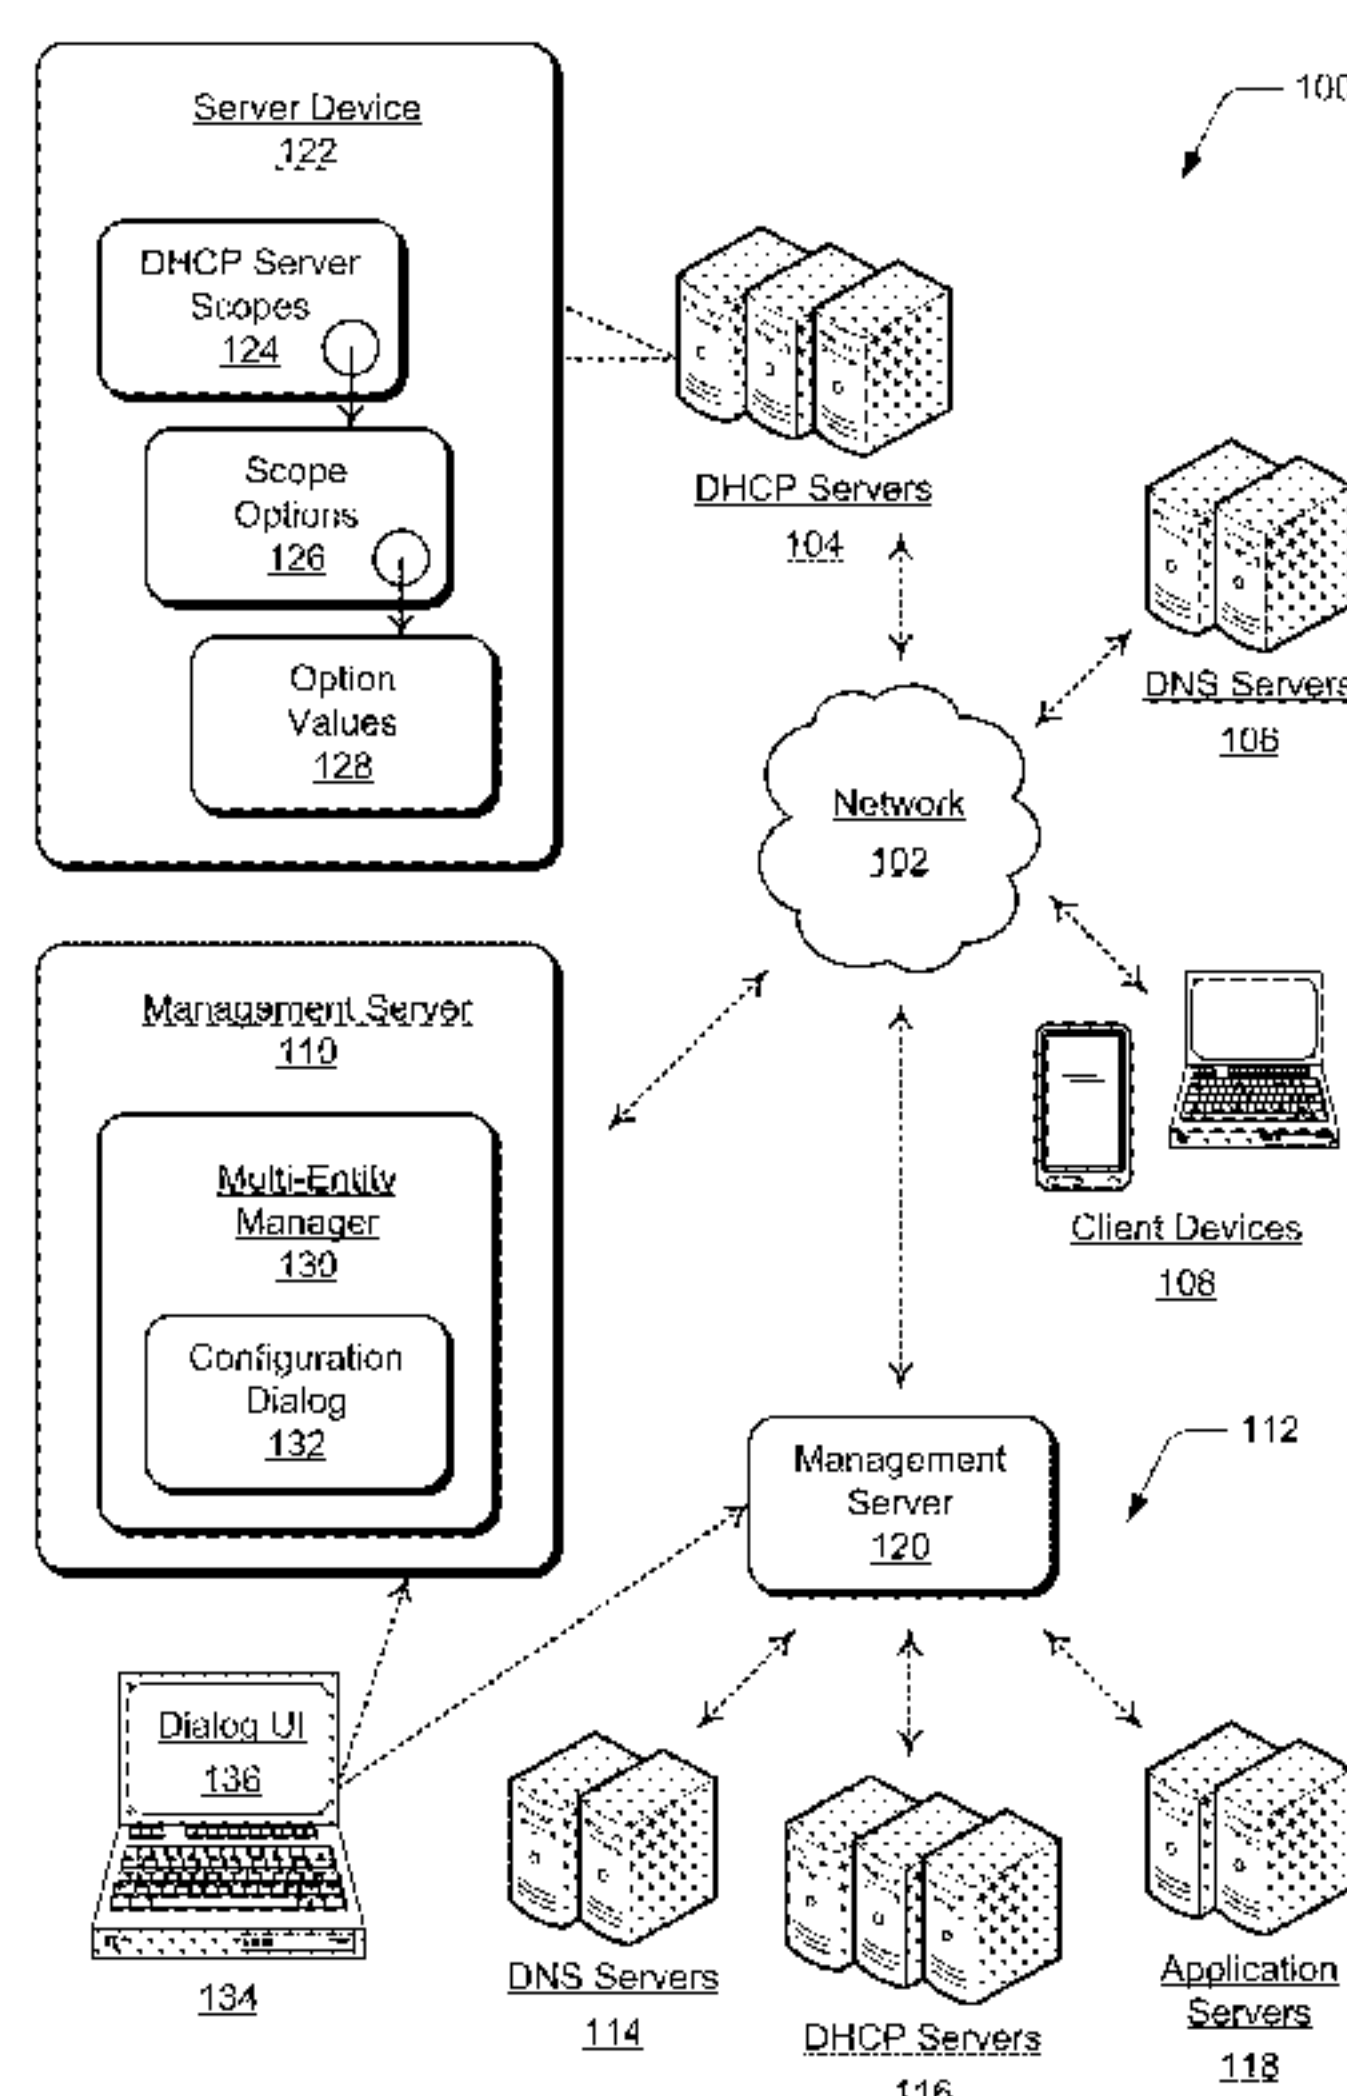 100
Server Device
122
DHCP Server
Scopes
124
Scope
Options
126
Option
Values
128
DHCP Servers
104
DNS Servers
106
Network
102
Management Server
110
Multi-Entity
Manager
130
Configuration
Dialog
132
Client Devices
108
112
Management
Server
120
Dialog UI
136
134
DNS Servers
114
DHCP Servers
116
Application
Servers
118